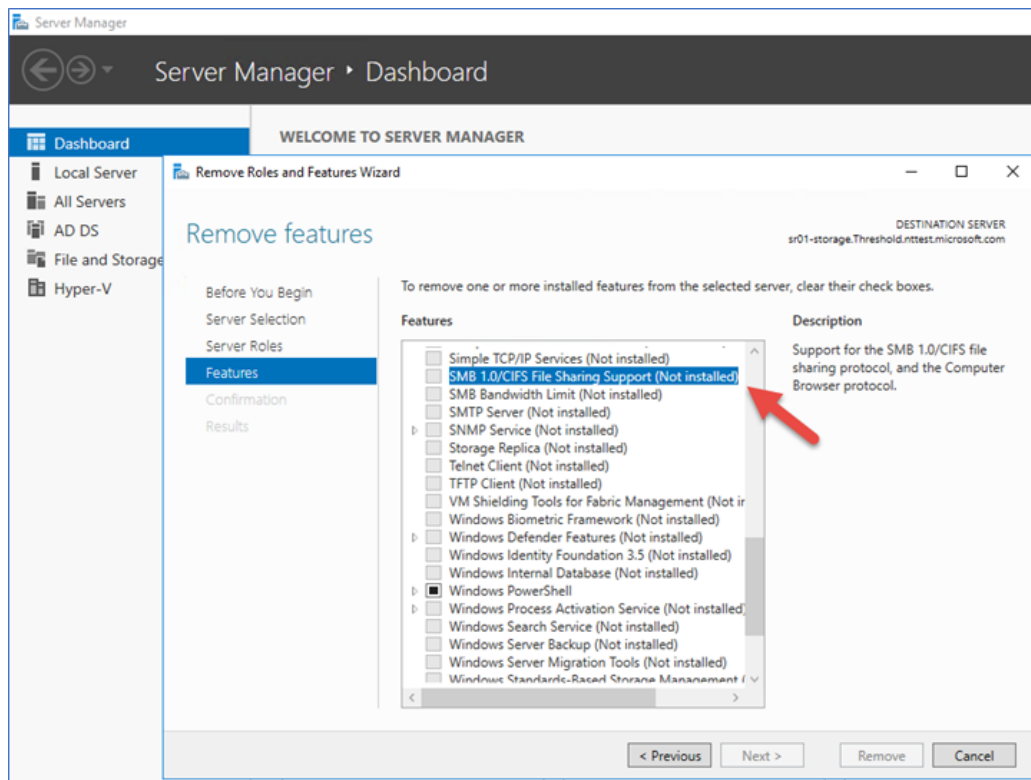 Server Manager
Server Manager ‣ Dashboard
Dashboard
Local Server
All Servers
AD DS
File and Storage
Hyper-V
WELCOME TO SERVER MANAGER
Remove Roles and Features Wizard
Remove features
DESTINATION SERVER
sr01-storage.Threshold.nttest.microsoft.com
Before You Begin
Server Selection
Server Roles
Features
Confirmation
Results
To remove one or more installed features from the selected server, clear their check boxes.
Features
Simple TCP/IP Services (Not installed)
SMB 1.0/CIFS File Sharing Support (Not installed)
SMB Bandwidth Limit (Not installed)
SMTP Server (Not installed)
SNMP Service (Not installed)
Storage Replica (Not installed)
Telnet Client (Not installed)
TFTP Client (Not installed)
VM Shielding Tools for Fabric Management (Not in
Windows Biometric Framework (Not installed)
Windows Defender Features (Not installed)
Windows Identity Foundation 3.5 (Not installed)
Windows Internal Database (Not installed)
Windows PowerShell
Windows Process Activation Service (Not installed)
Windows Search Service (Not installed)
Windows Server Backup (Not installed)
Windows Server Migration Tools (Not installed)
Windows Standards-Based Storage Management (
Description
Support for the SMB 1.0/CIFS file
sharing protocol, and the Computer
Browser protocol.
< Previous
Next >
Remove
Cancel